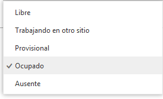 Libre
Trabajando en otro sitio
Provisional
Ocupado
Ausente